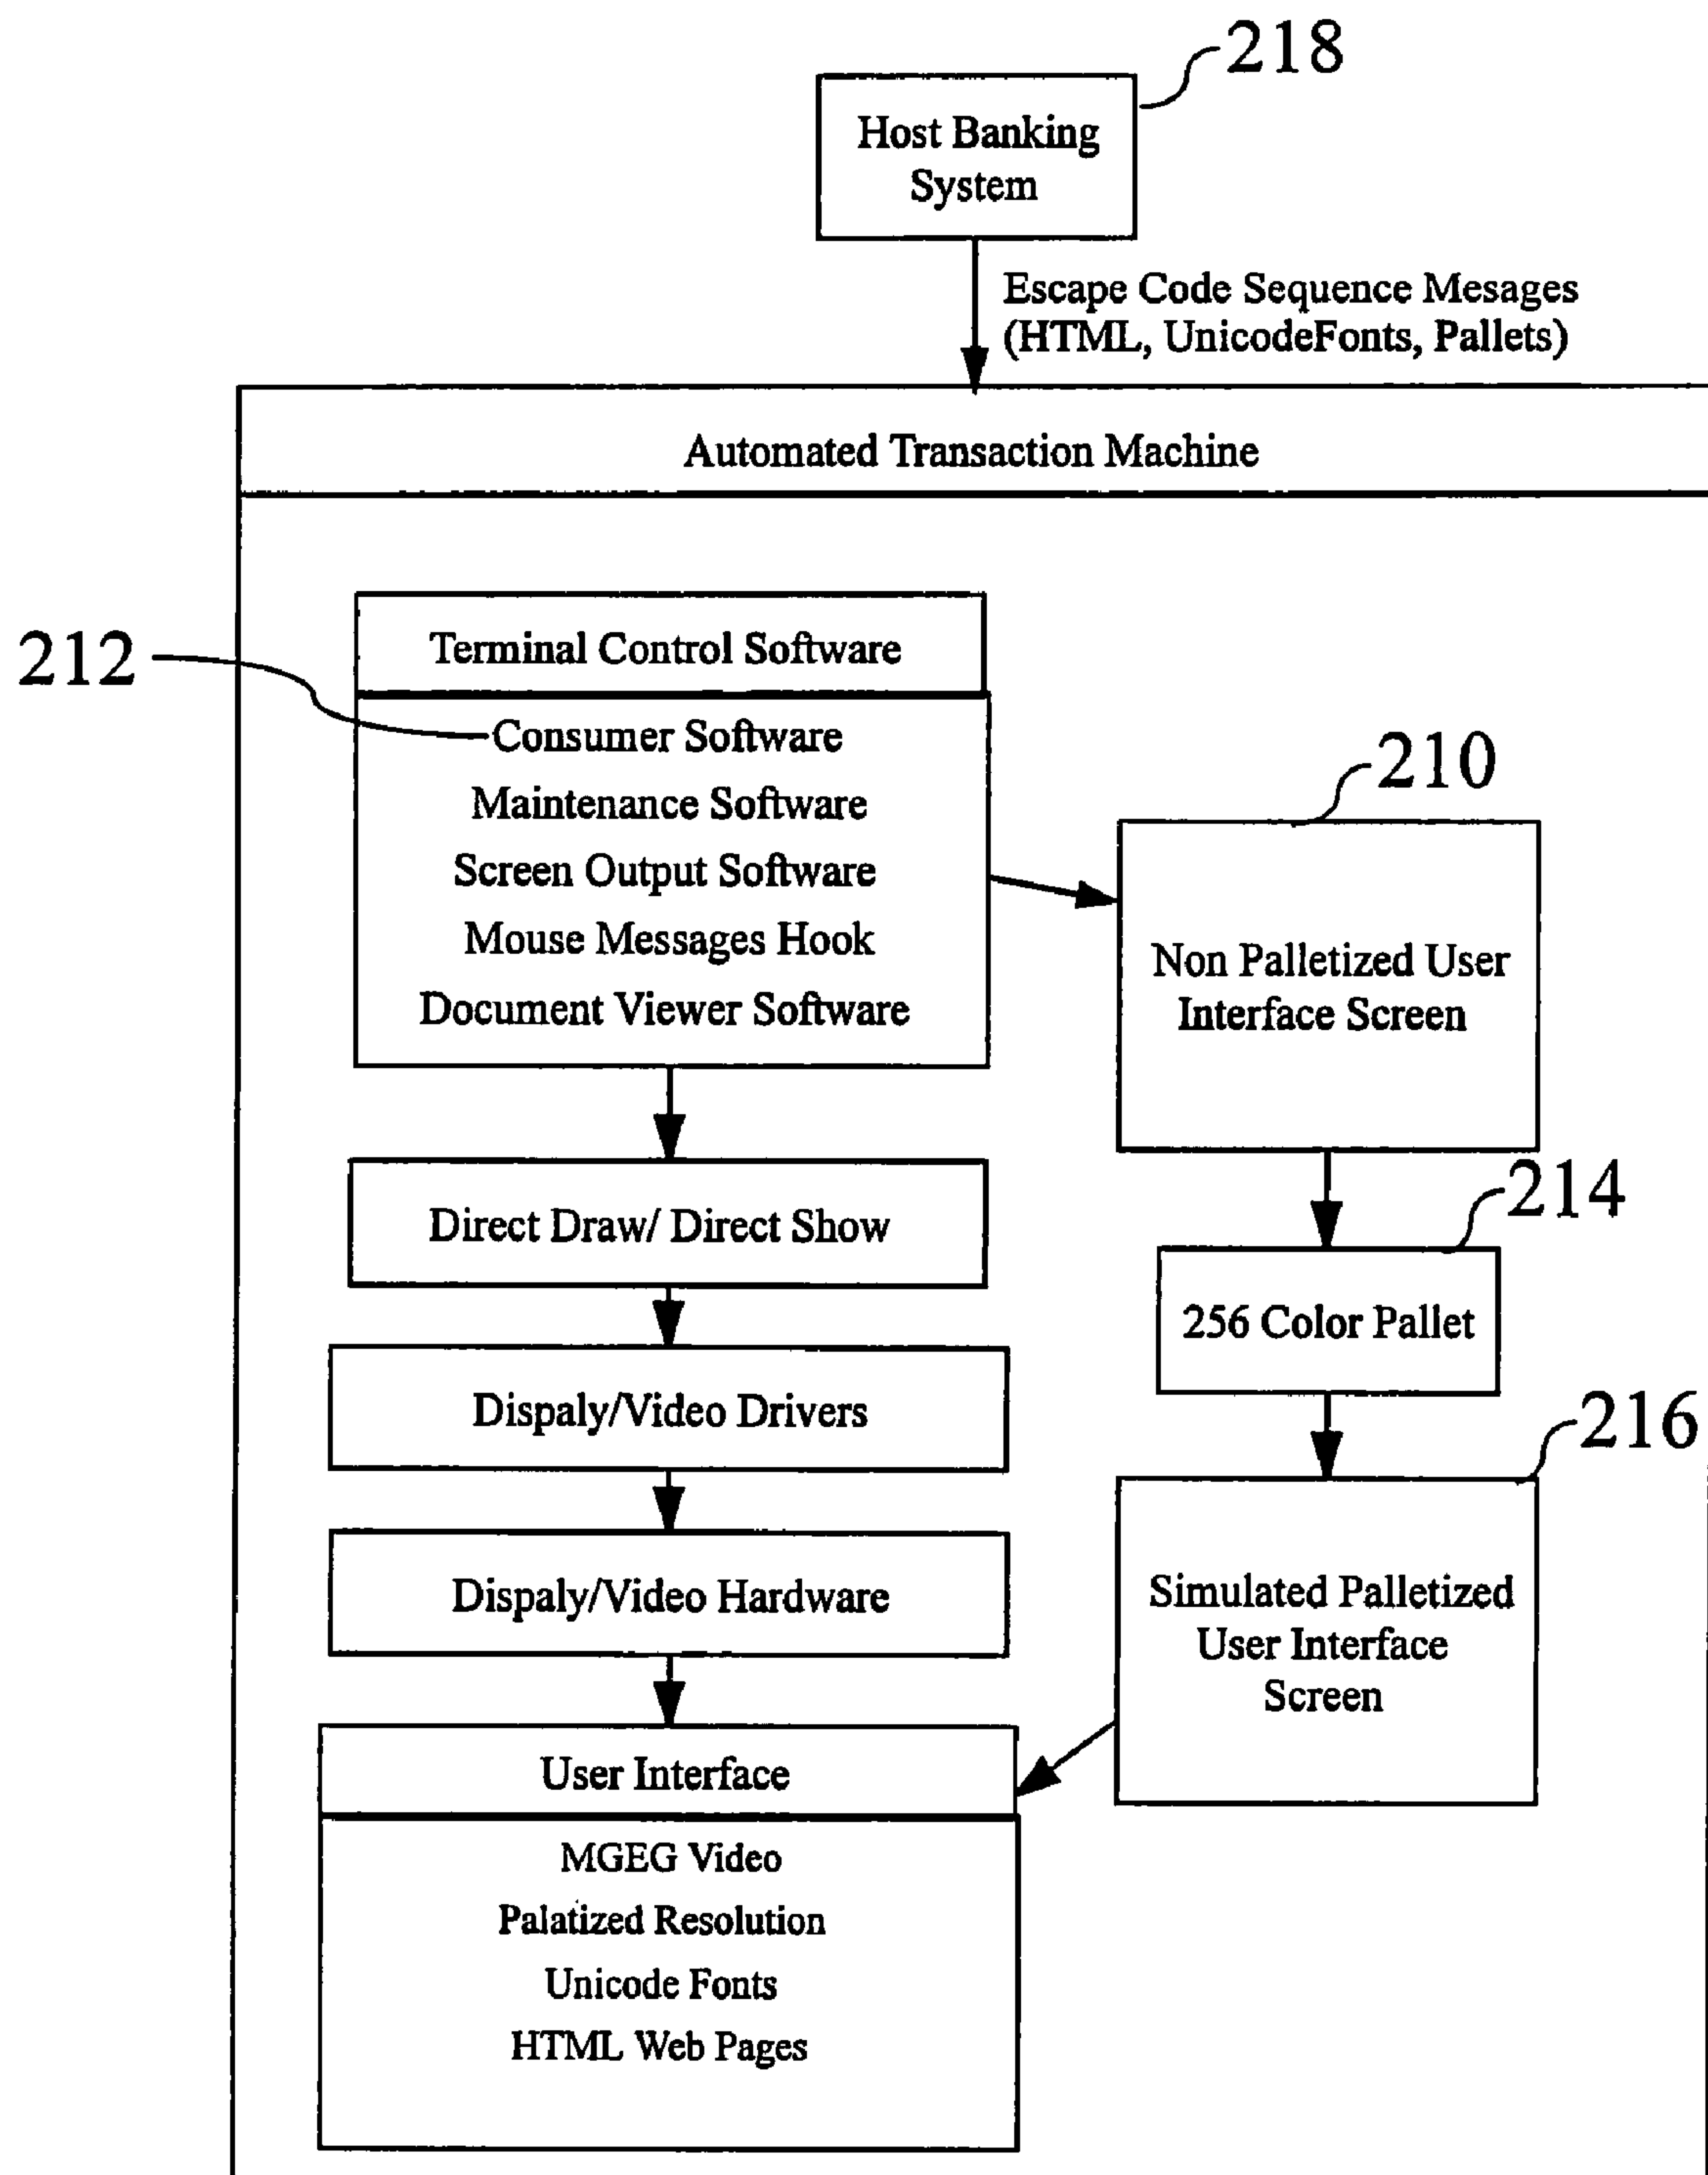 218
Host Banking
System
Escape Code Sequence Mesages
(HTML, UnicodeFonts, Pallets)
Automated Transaction Machine
212
Terminal Control Software
Consumer Software
Maintenance Software
Screen Output Software
Mouse Messages Hook
Document Viewer Software
210
Non Palletized User
Interface Screen
Direct Draw/ Direct Show
214
256 Color Pallet
Dispaly/Video Drivers
216
Dispaly/Video Hardware
Simulated Palletized
User Interface
Screen
User Interface
MGEG Video
Palatized Resolution
Unicode Fonts
HTML Web Pages